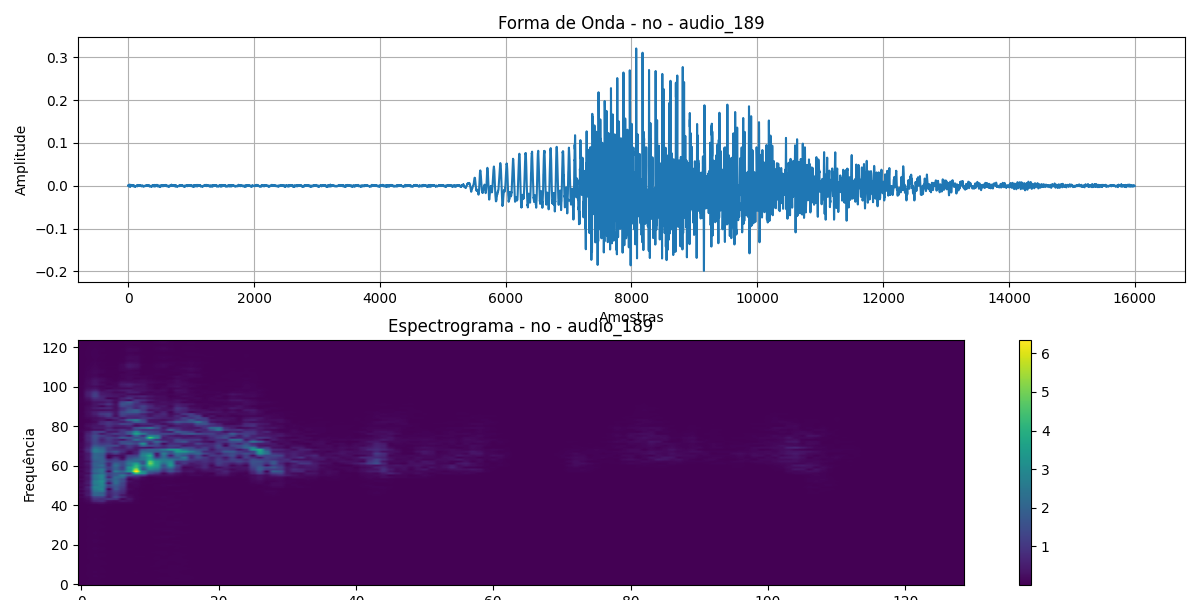 Forma de Onda - no - audio_189
Amplitude
0.3
0.2
0.1
0.0
−0.1
−0.2
0 2000 4000 6000 8000 10000 12000 14000 16000
Amostras
Espectrograma - no - audio_189
Frequência
120
100
80
60
40
20
0
0 20 40 60 80 100 120
6
5
4
3
2
1